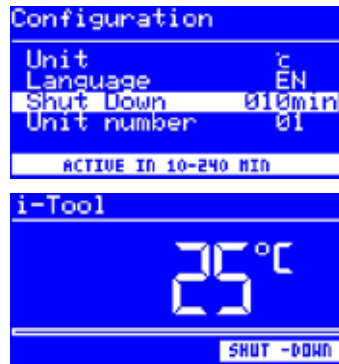 Configuration
Unit °C
Language EN
Shut Down 010min
Unit number 01
ACTIVE IN 10-240 MIN
i-Tool
25°C
SHUT -DOWN